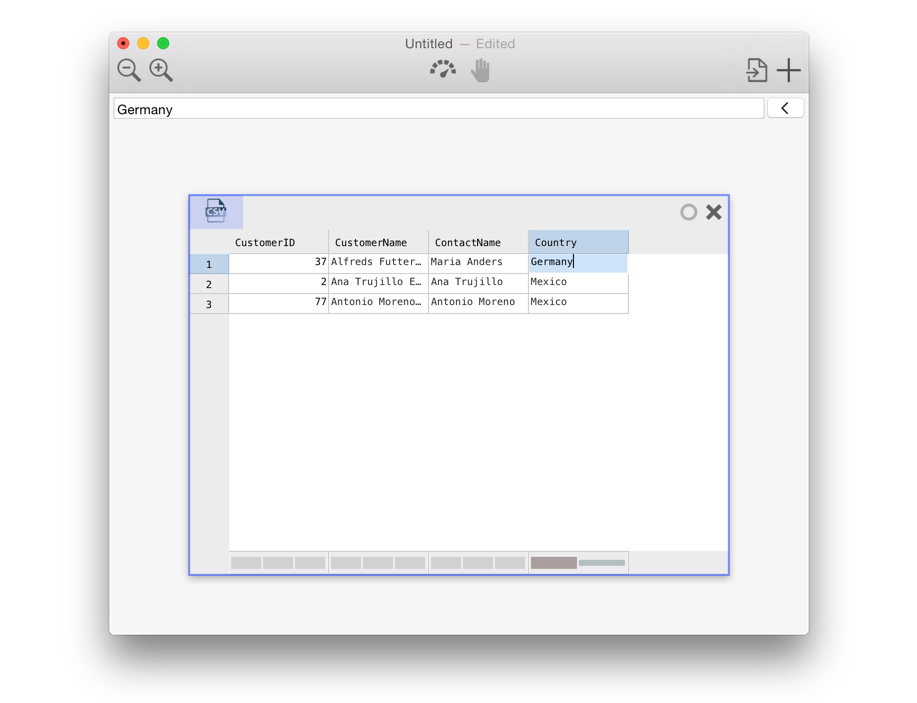 Untitled — Edited
Germany
CSV
CustomerID CustomerName ContactName Country
1 37 Alfreds Futter… Maria Anders Germany
2 2 Ana Trujillo E… Ana Trujillo Mexico
3 77 Antonio Moreno… Antonio Moreno Mexico